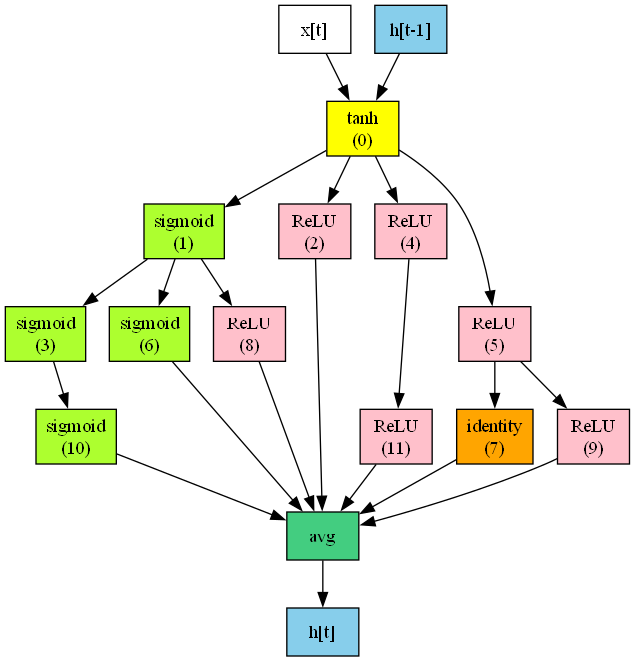 x[t]
h[t-1]
tanh
(0)
sigmoid
(1)
ReLU
(2)
ReLU
(4)
sigmoid
(3)
sigmoid
(6)
ReLU
(8)
ReLU
(5)
sigmoid
(10)
ReLU
(11)
identity
(7)
ReLU
(9)
avg
h[t]